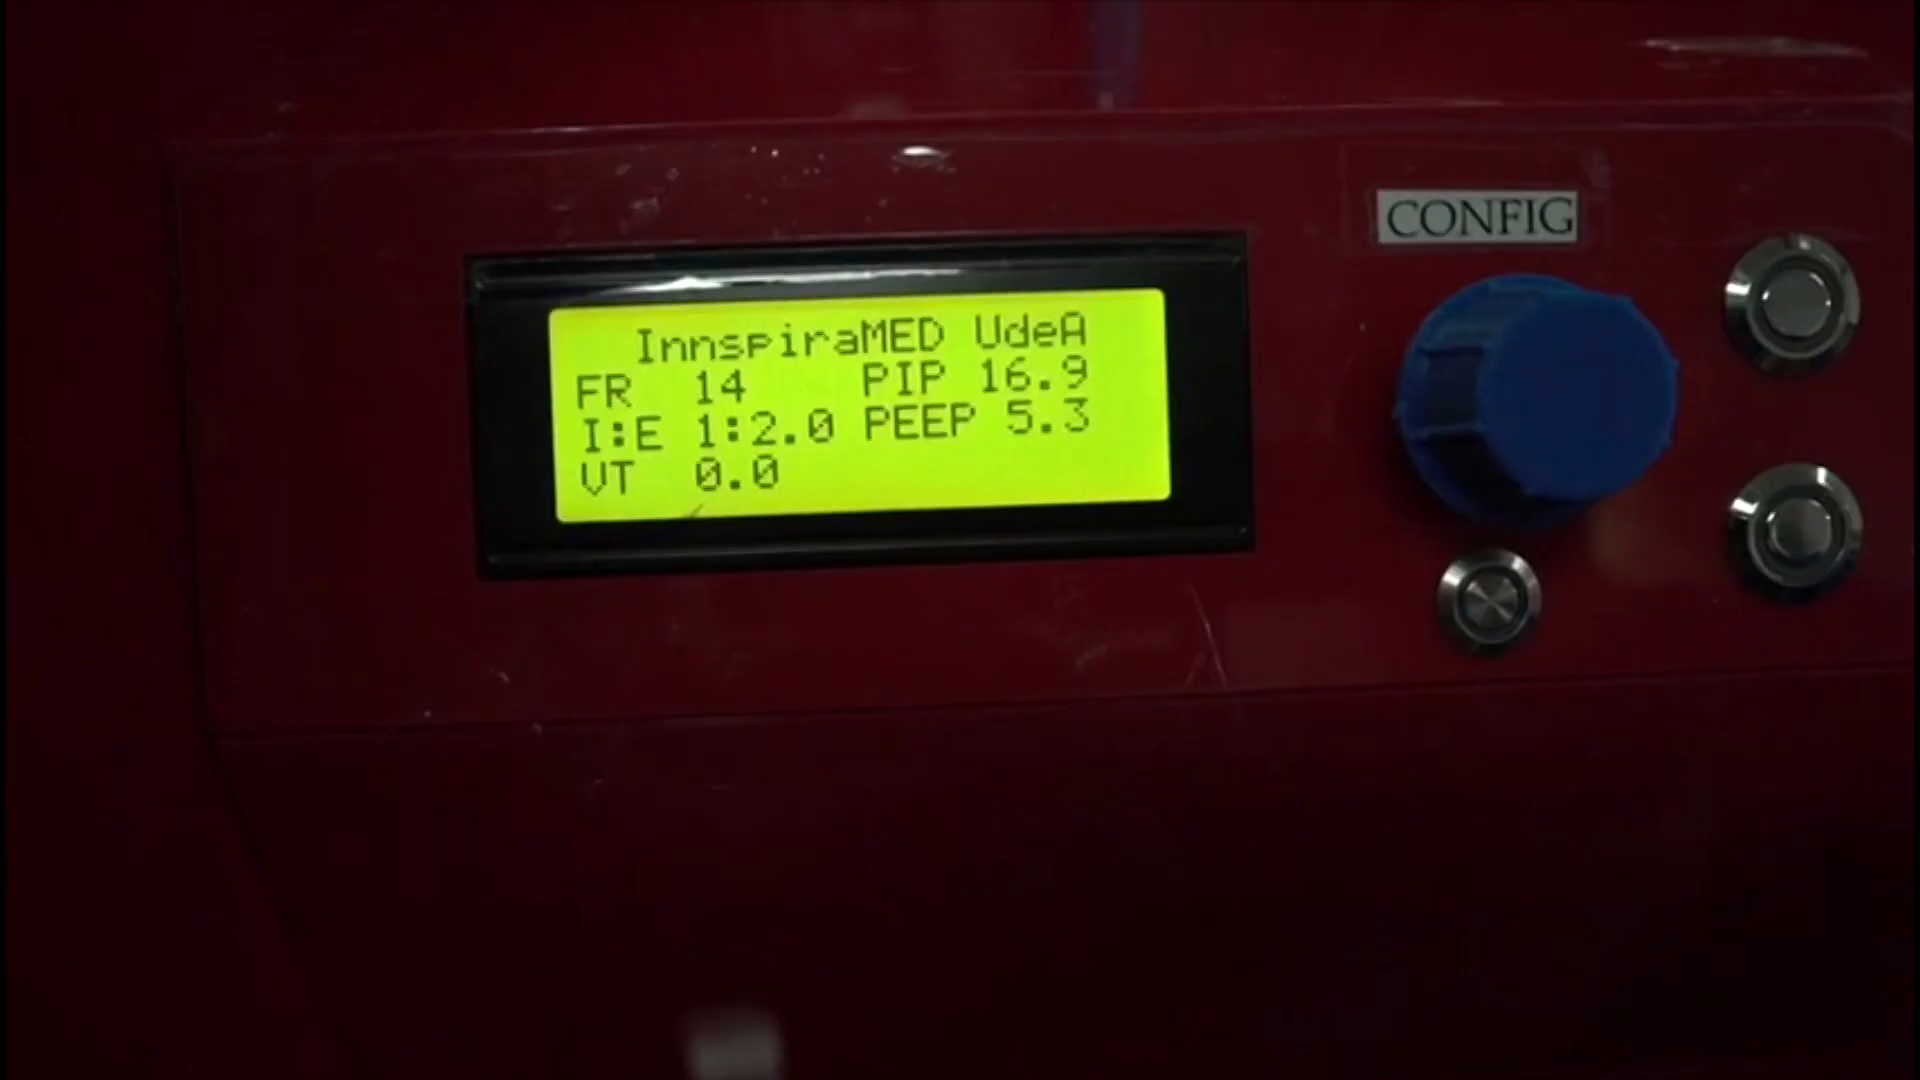 CONFIG
InnspiraMED UdeA
FR 14 PIP 16.9
I:E 1:2.0 PEEP 5.3
VT 0.0